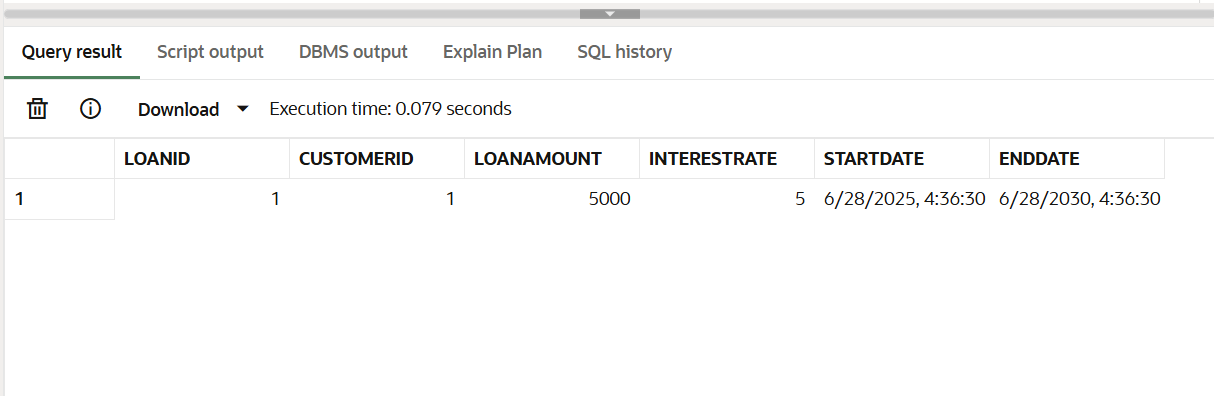 Query result Script output DBMS output Explain Plan SQL history
Download Execution time: 0.079 seconds
LOANID CUSTOMERID LOANAMOUNT INTERESTRATE STARTDATE ENDDATE
1 1 1 5000 5 6/28/2025, 4:36:30 6/28/2030, 4:36:30